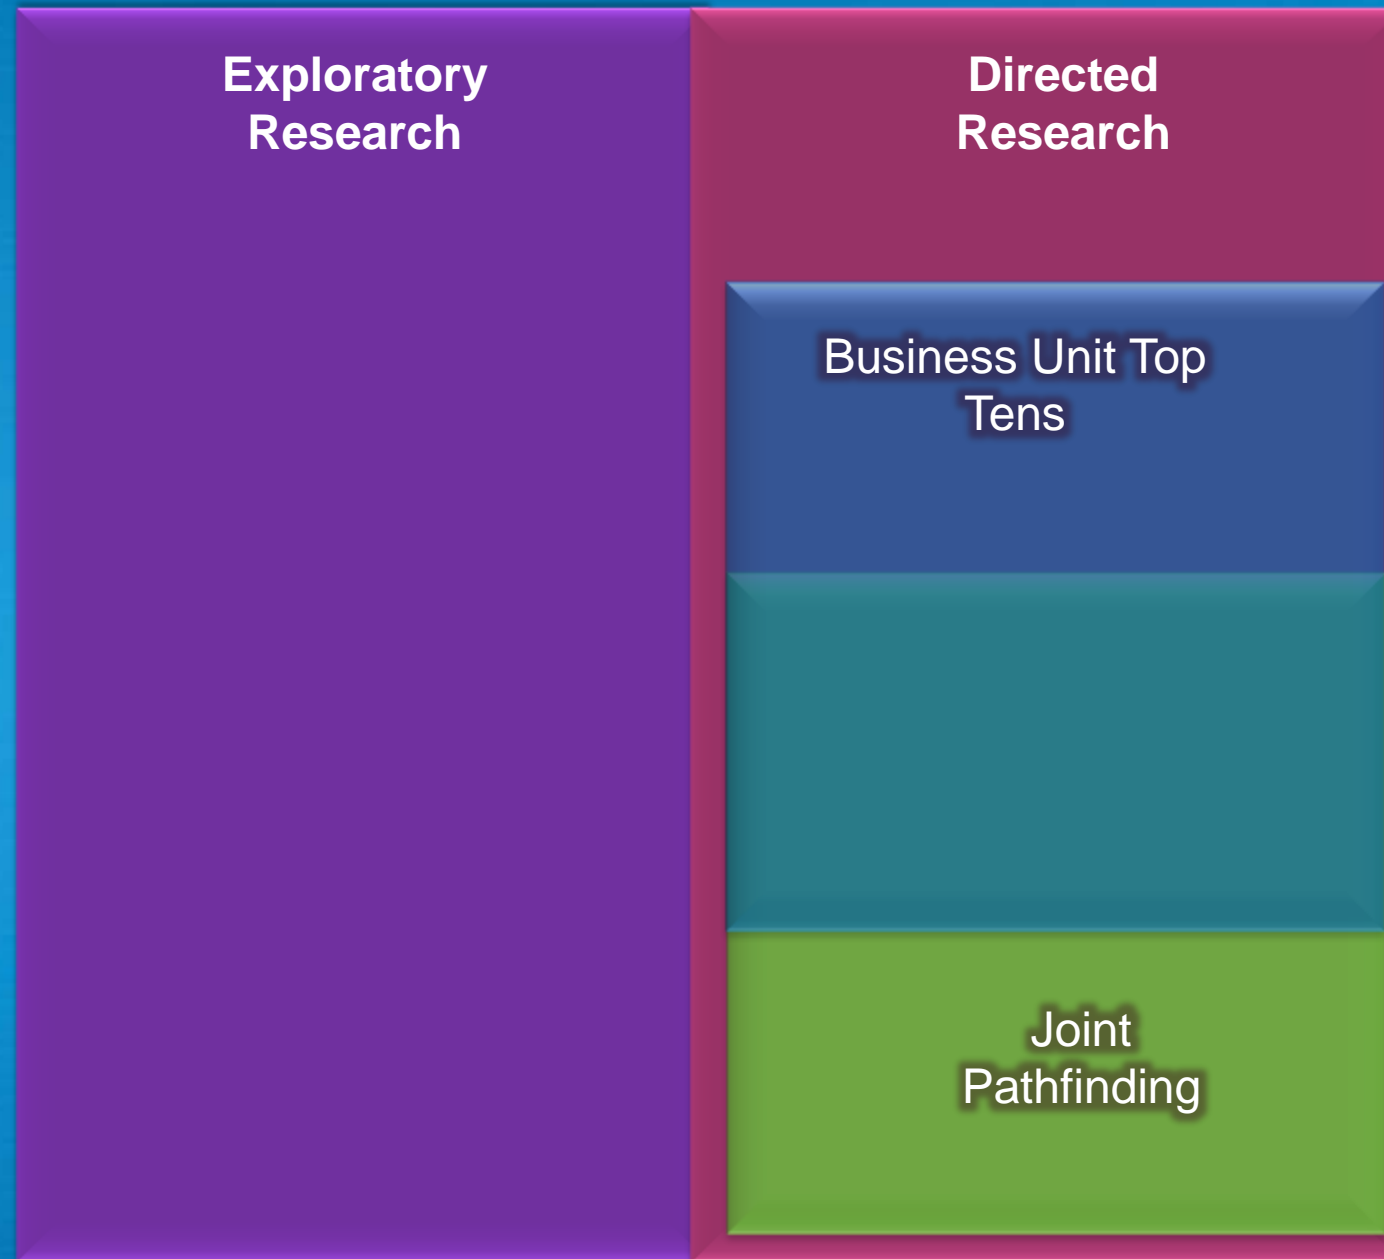 Exploratory
Research
Directed
Research
Business Unit Top
Tens
Joint
Pathfinding